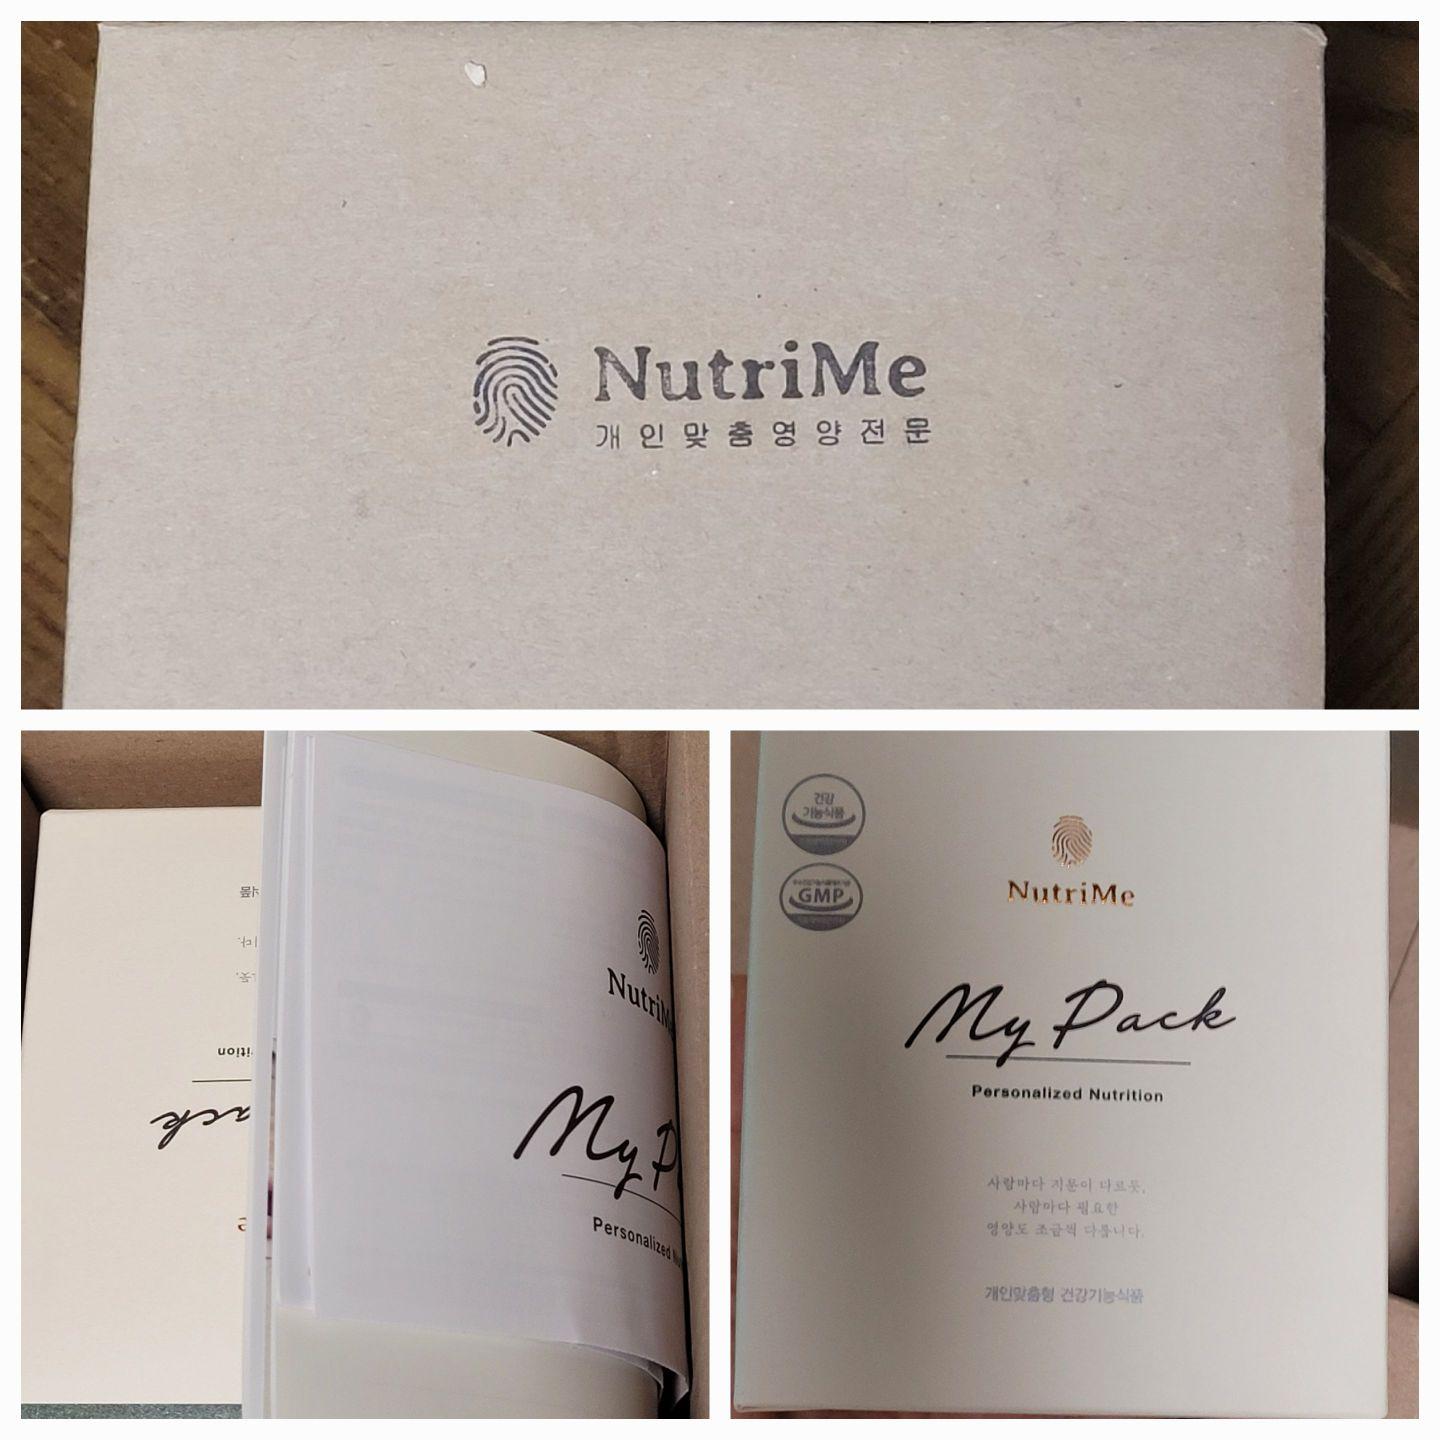 NutriMe
개인맞춤영양전문
NutriMe
My
Personalized
건강
기능식품
GMP
NutriMe
My Pack
Personalized Nutrition
사람마다 지문이 다르듯,
사람마다 필요한
영양도 조금씩 다릅니다.
개인맞춤형 건강기능식품